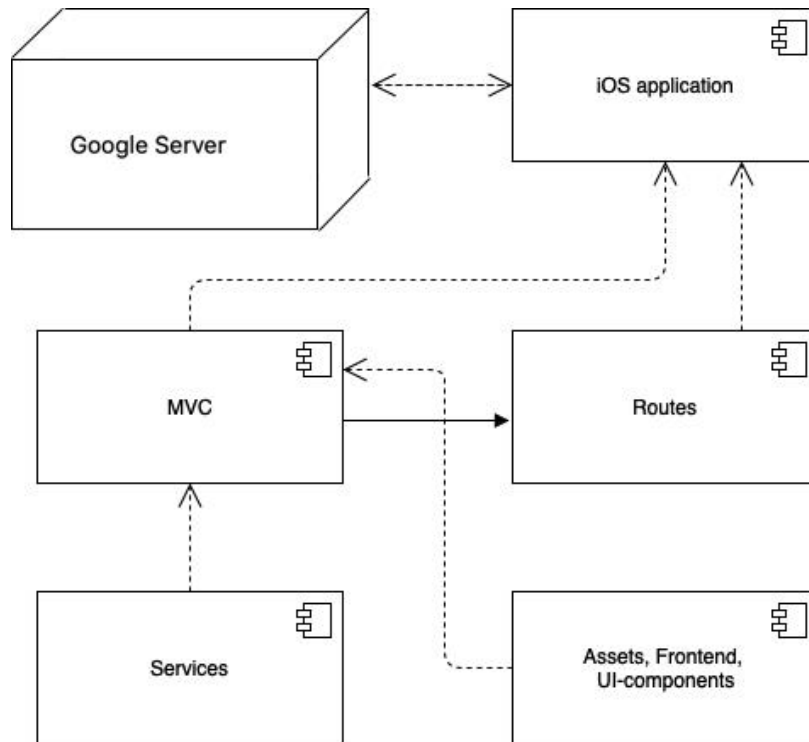 Google Server
iOS application
MVC
Routes
Services
Assets, Frontend,
UI-components